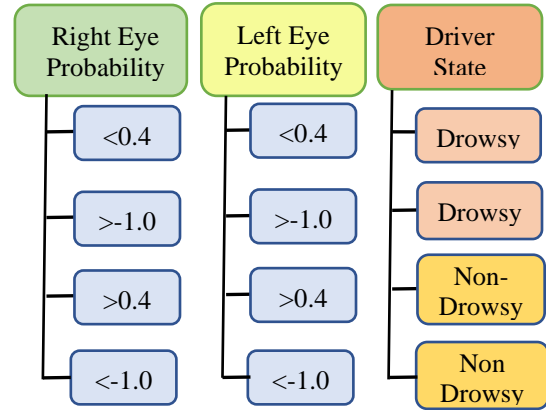 Right Eye
Probability
<0.4
>-1.0
>0.4
<-1.0
Left Eye
Probability
<0.4
>-1.0
>0.4
<-1.0
Driver
State
Drowsy
Drowsy
Non-
Drowsy
Non
Drowsy